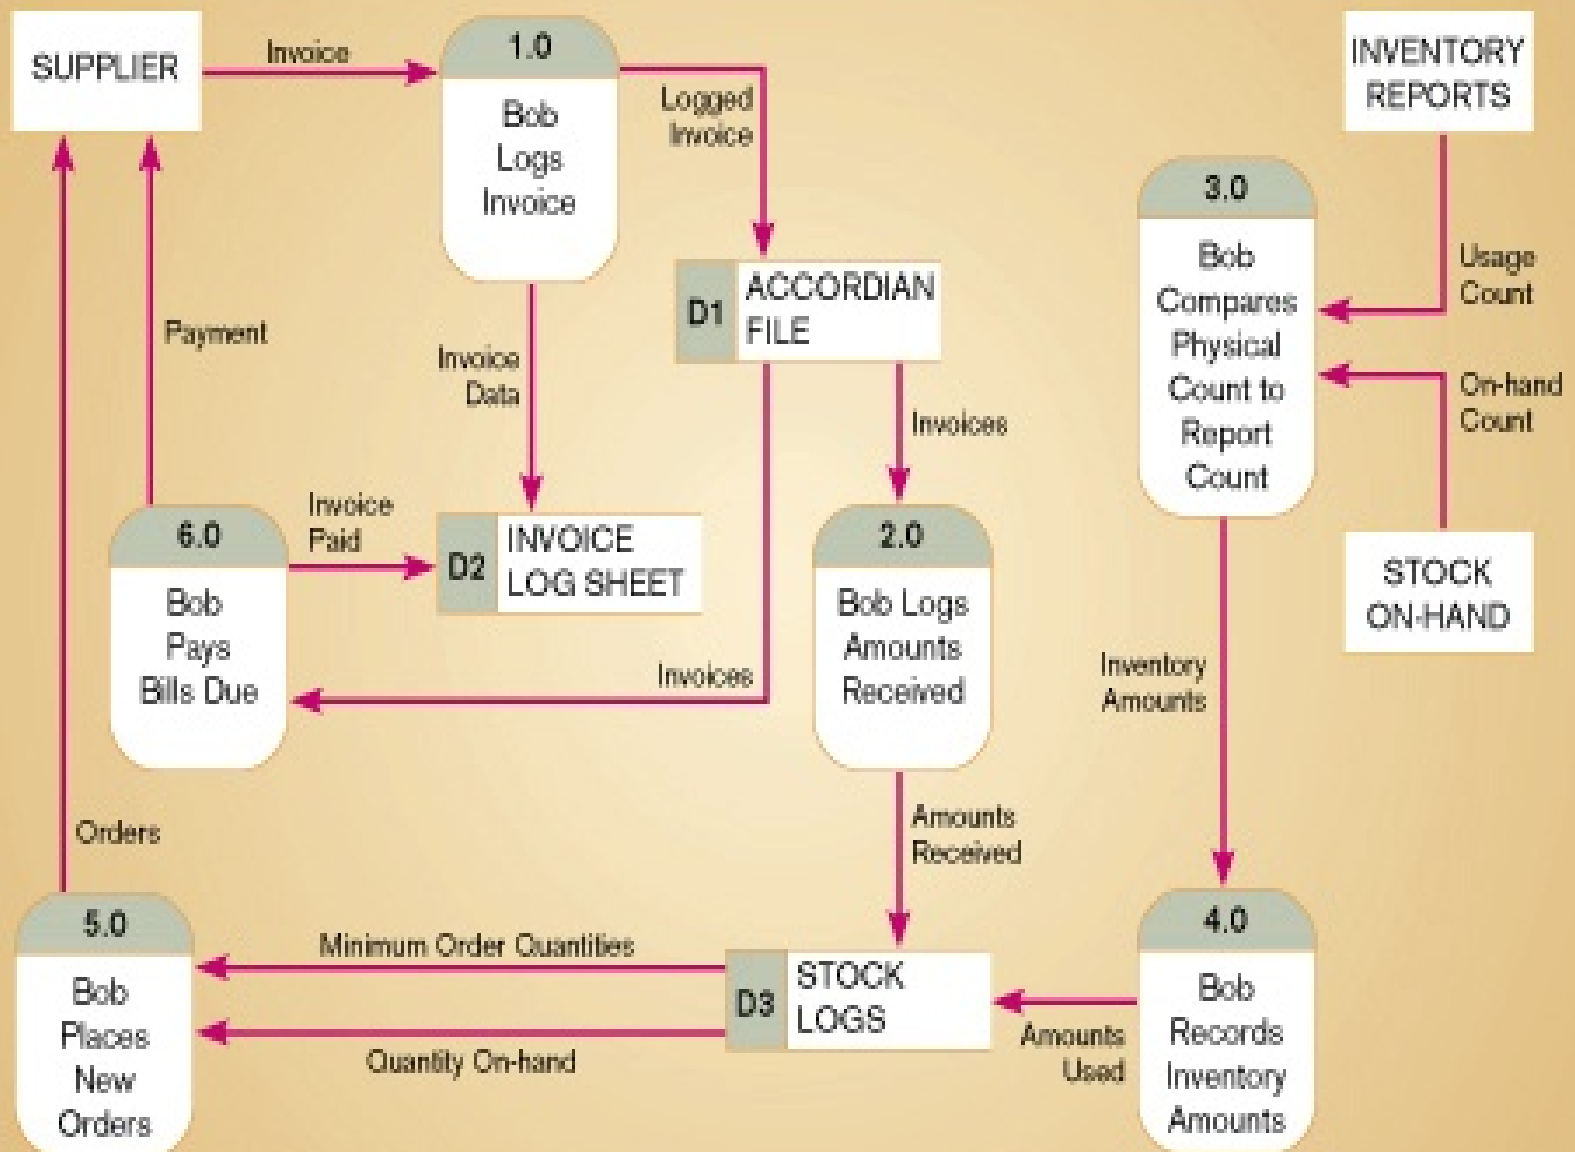 SUPPLIER
Invoice
1.0
Bob
Logs
Invoice
Logged
Invoice
INVENTORY
REPORTS
3.0
Bob
Compares
Physical
Count to
Report
Count
Usage
Count
On-hand
Count
D1
ACCORDIAN
FILE
Payment
Invoice
Data
Invoices
6.0
Bob
Pays
Bills Due
Invoice
Paid
D2
INVOICE
LOG SHEET
2.0
Bob Logs
Amounts
Received
STOCK
ON-HAND
Invoices
Inventory
Amounts
Orders
Amounts
Received
5.0
Bob
Places
New
Orders
Minimum Order Quantities
Quantity On-hand
D3
STOCK
LOGS
Amounts
Used
4.0
Bob
Records
Inventory
Amounts